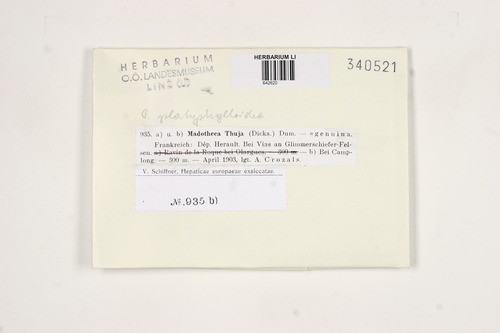 HERBARIUM
O.Ö. LANDESMUSEUM
LINZ
HERBARIUM LI
642620
340521
P. platyphylloidea
935. a) u. b) Madotheca Thuja (Dicks.) Dum. — genuina.
Frankreich: Dép. Herault. Bei Vias an Glimmerschiefer-Fel-
sen. a) Ravin de la Roque bei Olargues. — 300 m. — b) Bei Camp-
long. — 300 m. — April 1903, lgt. A. Crozals.
V. Schiffner, Hepaticae europaeae exsiccatae.
№. 935 b)